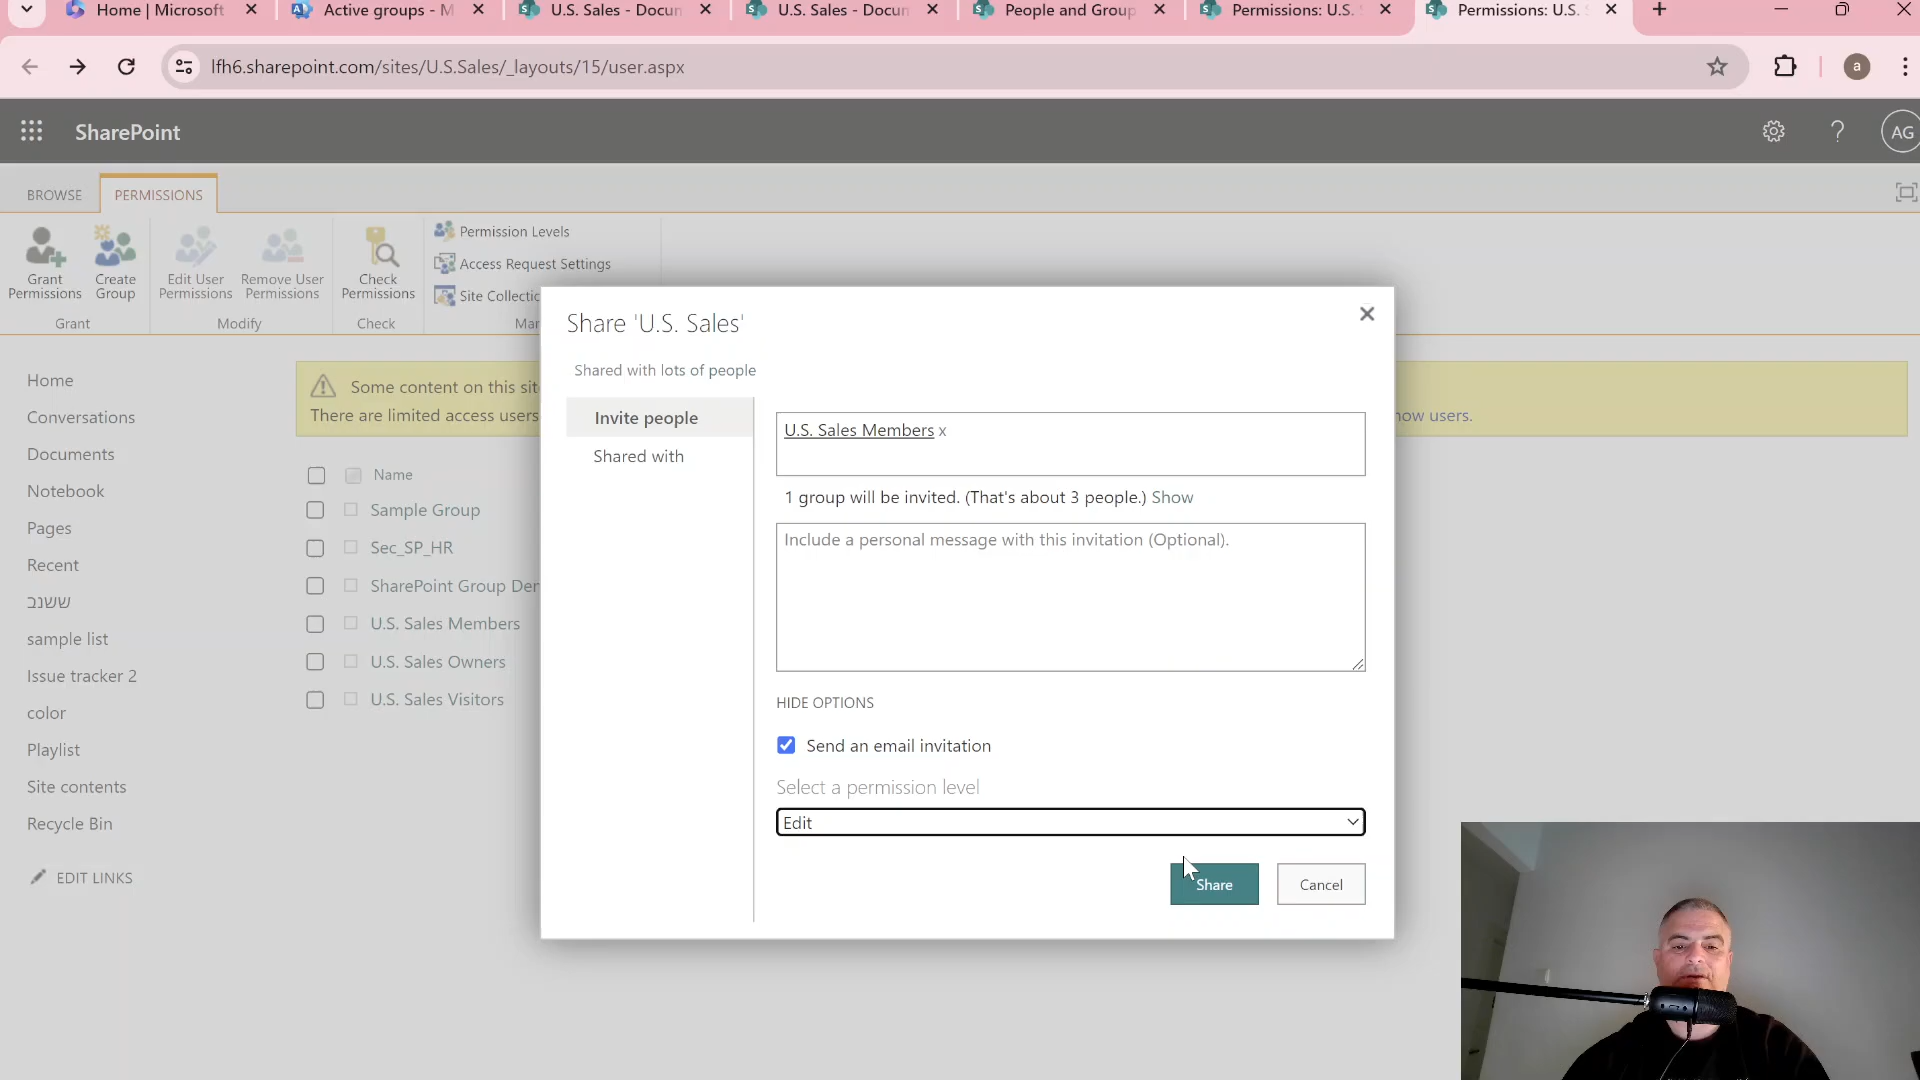 Home | Microsoft
Active groups - M
U.S. Sales - Docun
U.S. Sales - Docun
People and Group
Permissions: U.S.
Permissions: U.S.
lfh6.sharepoint.com/sites/U.S.Sales/_layouts/15/user.aspx
a
SharePoint
AG
BROWSE
PERMISSIONS
Grant Permissions
Create Group
Edit User Permissions
Remove User Permissions
Check Permissions
Permission Levels
Access Request Settings
Site Collectic
Grant
Modify
Check
Mar
Home
Conversations
Documents
Notebook
Pages
Recent
ששנב
sample list
Issue tracker 2
color
Playlist
Site contents
Recycle Bin
EDIT LINKS
Some content on this sit
There are limited access users
how users.
Name
Sample Group
Sec_SP_HR
SharePoint Group Der
U.S. Sales Members
U.S. Sales Owners
U.S. Sales Visitors
Share 'U.S. Sales'
Shared with lots of people
Invite people
Shared with
U.S. Sales Members x
1 group will be invited. (That's about 3 people.) Show
Include a personal message with this invitation (Optional).
HIDE OPTIONS
Send an email invitation
Select a permission level
Edit
Share
Cancel